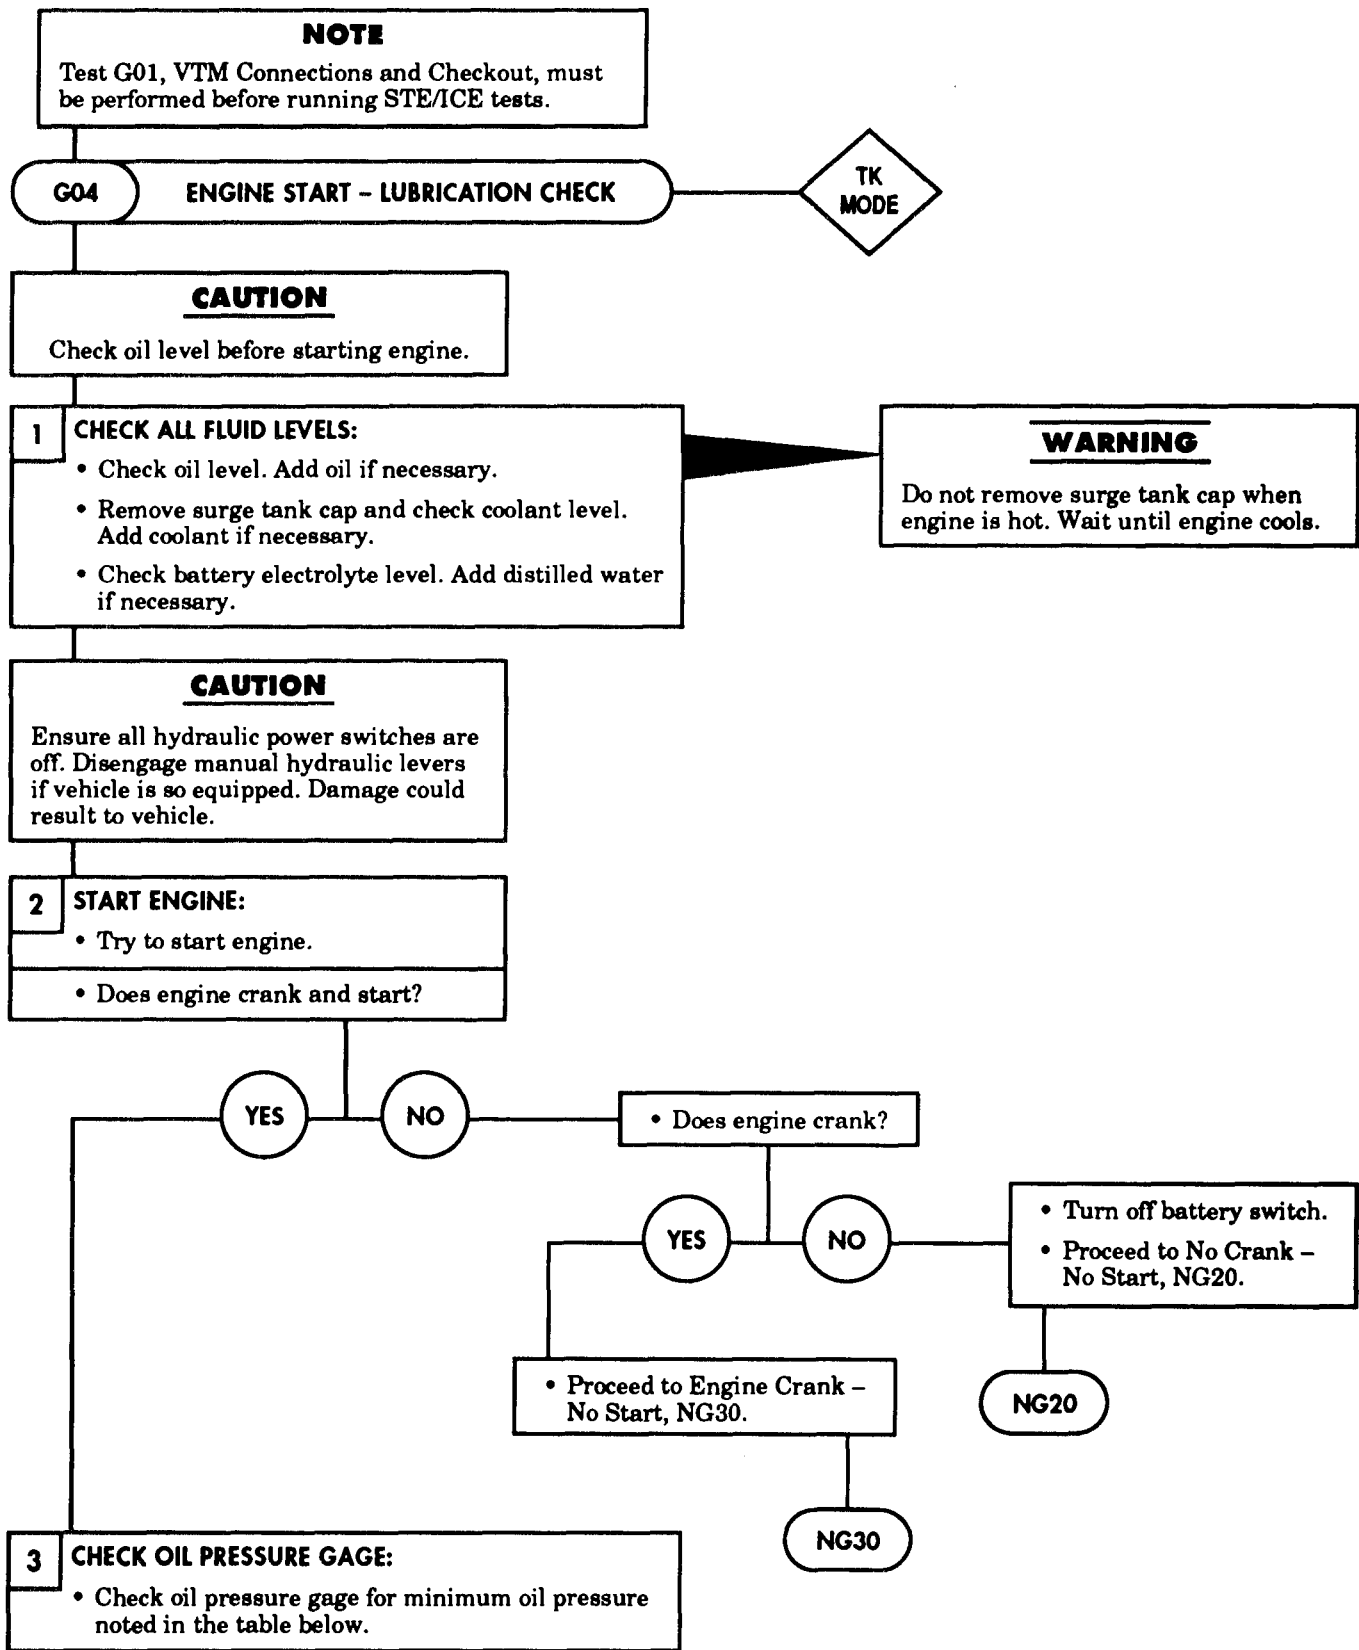 NOTE
Test G01, VTM Connections and Checkout, must
be performed before running STE/ICE tests.
G04
ENGINE START – LUBRICATION CHECK
TK
MODE
CAUTION
Check oil level before starting engine.
1
CHECK ALL FLUID LEVELS:
• Check oil level. Add oil if necessary.
• Remove surge tank cap and check coolant level.
Add coolant if necessary.
• Check battery electrolyte level. Add distilled water
if necessary.
WARNING
Do not remove surge tank cap when
engine is hot. Wait until engine cools.
CAUTION
Ensure all hydraulic power switches are
off. Disengage manual hydraulic levers
if vehicle is so equipped. Damage could
result to vehicle.
2
START ENGINE:
• Try to start engine.
• Does engine crank and start?
YES
NO
• Does engine crank?
YES
NO
• Turn off battery switch.
• Proceed to No Crank –
No Start, NG20.
NG20
• Proceed to Engine Crank –
No Start, NG30.
NG30
3
CHECK OIL PRESSURE GAGE:
• Check oil pressure gage for minimum oil pressure
noted in the table below.